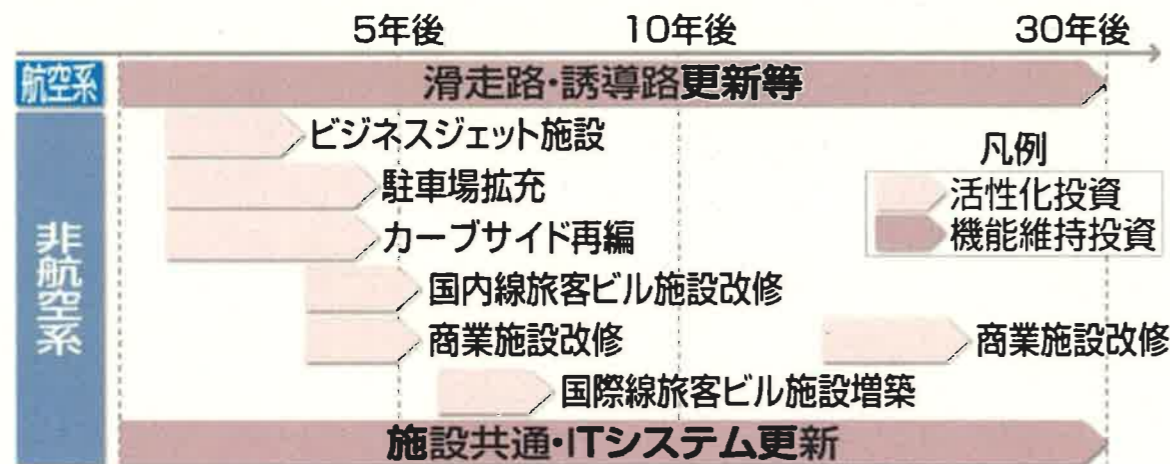 5年後 10年後 30年後
航空系 滑走路・誘導路更新等
非航空系
ビジネスジェット施設
駐車場拡充
カーブサイド再編
国内線旅客ビル施設改修
商業施設改修 商業施設改修
国際線旅客ビル施設増築
施設共通・ITシステム更新
凡例
活性化投資
機能維持投資